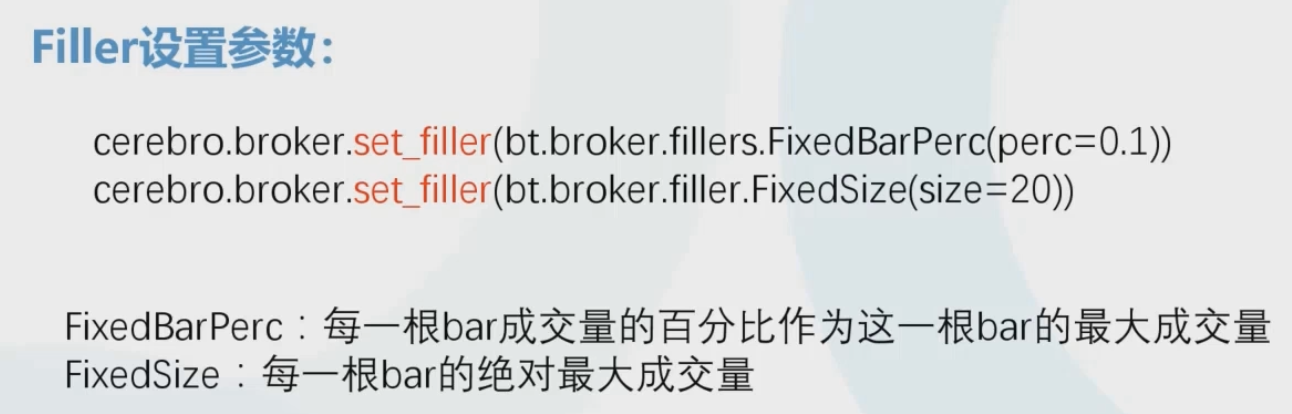 Filler设置参数：
cerebro.broker.set_filler(bt.broker.fillers.FixedBarPerc(perc=0.1))
cerebro.broker.set_filler(bt.broker.filler.FixedSize(size=20))
FixedBarPerc：每一根bar成交量的百分比作为这一根bar的最大成交量
FixedSize：每一根bar的绝对最大成交量